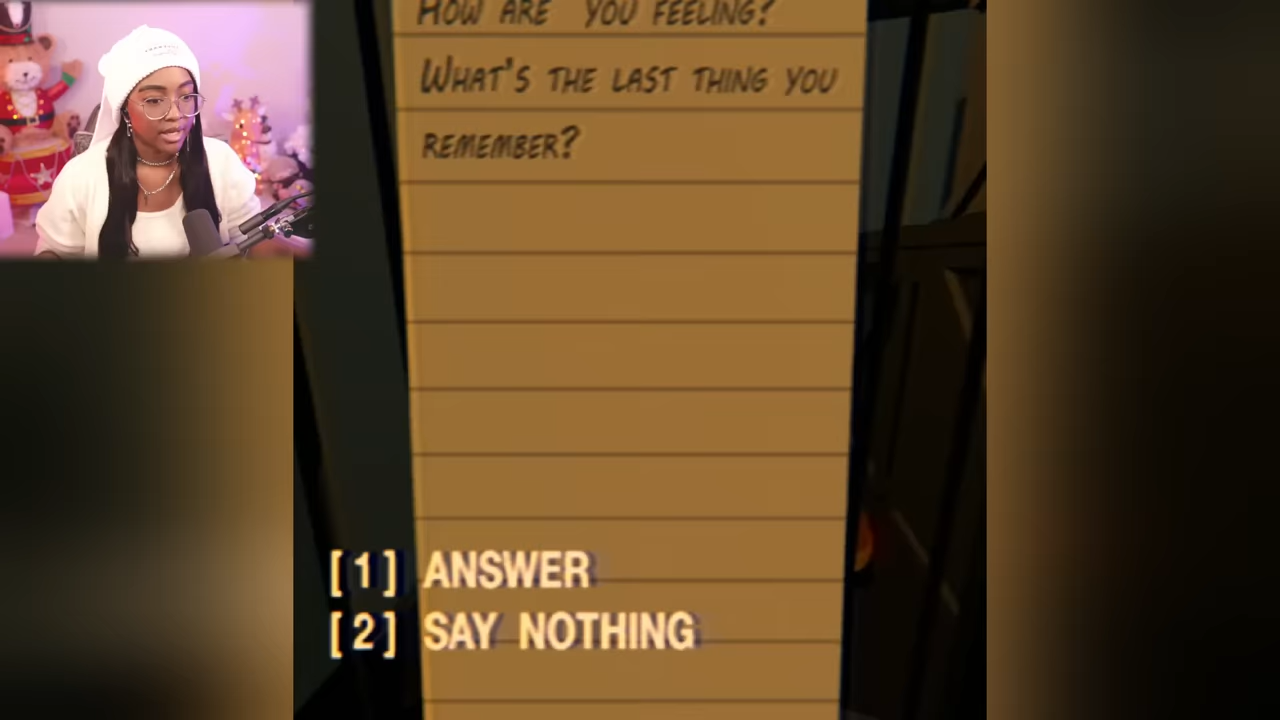 HOW ARE YOU FEELING?
WHAT'S THE LAST THING YOU
REMEMBER?
[1] ANSWER
[2] SAY NOTHING